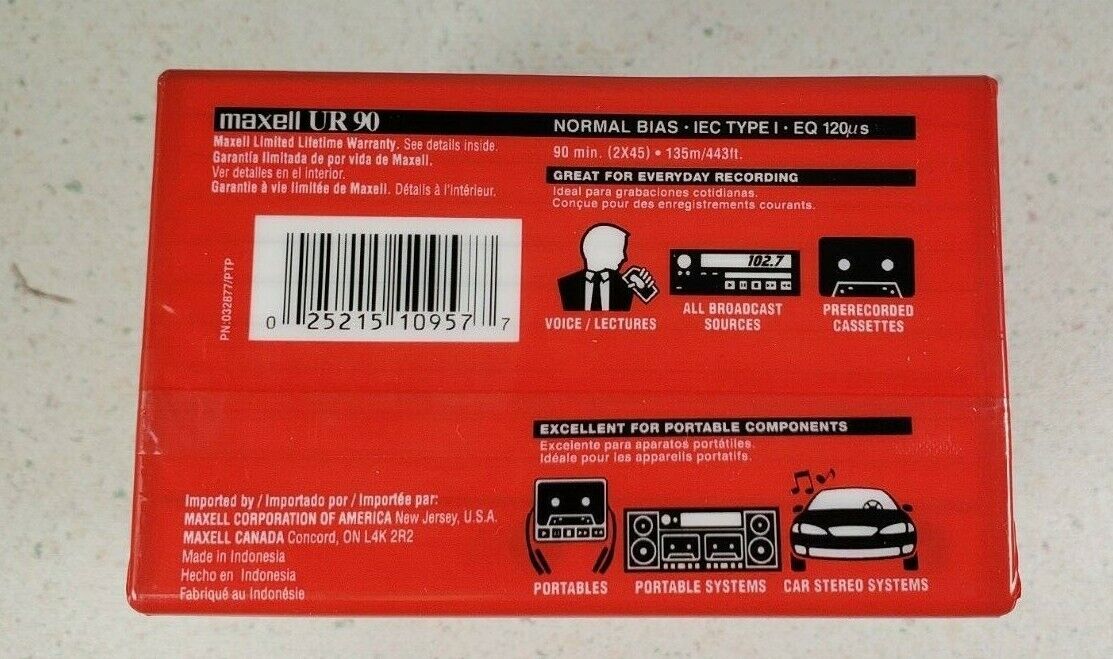 maxell UR 90
NORMAL BIAS · IEC TYPE I · EQ 120µs
Maxell Limited Lifetime Warranty. See details inside.
Garantía limitada de por vida de Maxell.
Ver detalles en el interior.
Garantie à vie limitée de Maxell. Détails à l'intérieur.
90 min. (2X45) • 135m/443ft.
GREAT FOR EVERYDAY RECORDING
Ideal para grabaciones cotidianas.
Conçue pour des enregistrements courants.
PN:032877/PTP
0 25215 10957 7
102.7
VOICE / LECTURES
ALL BROADCAST
SOURCES
PRERECORDED
CASSETTES
EXCELLENT FOR PORTABLE COMPONENTS
Excelente para aparatos portátiles.
Idéale pour les appareils portatifs.
PORTABLES
PORTABLE SYSTEMS
CAR STEREO SYSTEMS
Imported by / Importado por / Importée par:
MAXELL CORPORATION OF AMERICA New Jersey, U.S.A.
MAXELL CANADA Concord, ON L4K 2R2
Made in Indonesia
Hecho en Indonesia
Fabriqué au Indonésie